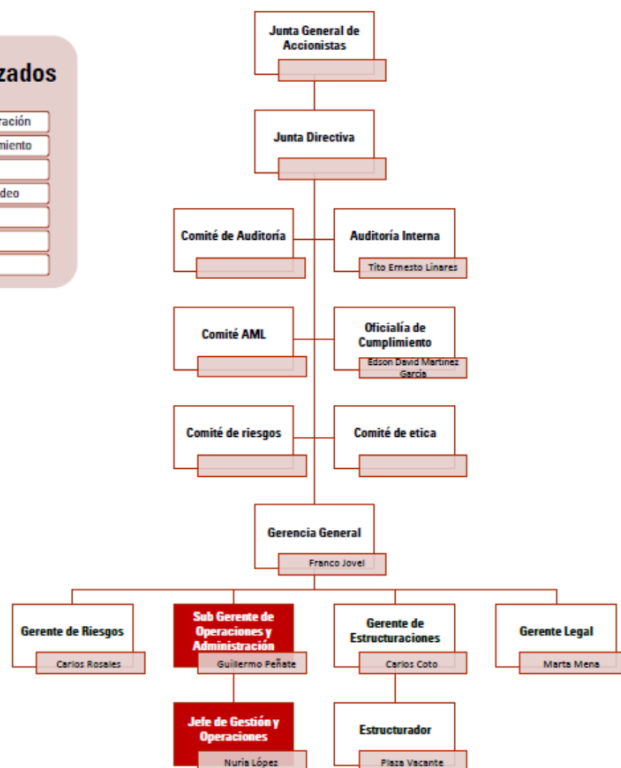 zados
ración
miento
deo
Junta General de
Accionistas
Junta Directiva
Comité de Auditoría
Auditoría Interna
Tito Ernesto Linares
Comité AML
Oficialía de
Cumplimiento
Edson David Martínez
García
Comité de riesgos
Comité de etica
Gerencia General
Franco Jovel
Gerente de Riesgos
Carlos Rosales
Sub Gerente de
Operaciones y
Administración
Guillermo Peñate
Gerente de
Estructuraciones
Carlos Coto
Gerente Legal
Marta Mena
Jefe de Gestión y
Operaciones
Nuria López
Estructurador
Plaza Vacante